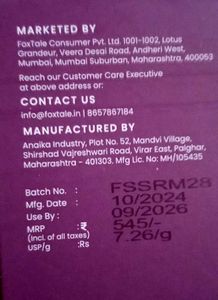 MARKETED BY
FoxTale Consumer Pvt. Ltd. 1001-1002, Lotus
Grandeur, Veera Desai Road, Andheri West,
Mumbai, Mumbai Suburban, Maharashtra, 400053
Reach our Customer Care Executive
at above address or:
CONTACT US
info@foxtale.in | 8657867184
MANUFACTURED BY
Anaika Industry, Plot No. 52, Mandvi Village,
Shirshad Vajreshwari Road, Virar East, Palghar,
Maharashtra - 401303. Mfg Lic. No: MH/105435
Batch No. : FSSRM28
Mfg. Date : 10/2024
Use By : 09/2026
MRP : ₹ 545/-
(incl. of all taxes)
USP/g :Rs 7.26/g